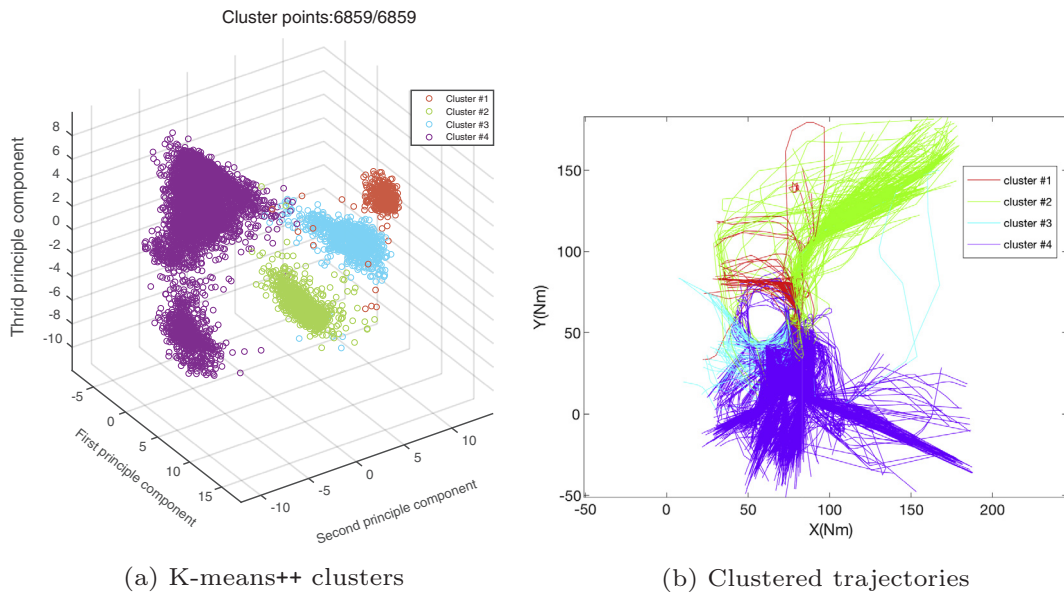 Cluster points:6859/6859
Cluster #1
Cluster #2
Cluster #3
Cluster #4
Thrid principle component
8
6
4
2
0
-2
-4
-6
-8
-10
-5
0
5
10
15
First principle component
-10
-5
0
5
10
Second principle component
(a) K-means++ clusters
cluster #1
cluster #2
cluster #3
cluster #4
Y(Nm)
150
100
50
0
-50
-50
0
50
100
150
200
X(Nm)
(b) Clustered trajectories